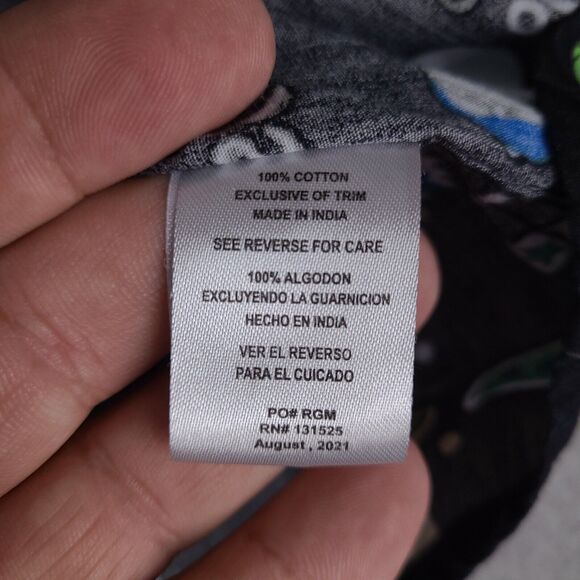 100% COTTON
EXCLUSIVE OF TRIM
MADE IN INDIA
SEE REVERSE FOR CARE
100% ALGODON
EXCLUYENDO LA GUARNICION
HECHO EN INDIA
VER EL REVERSO
PARA EL CUICADO
PO# RGM
RN# 131525
August , 2021